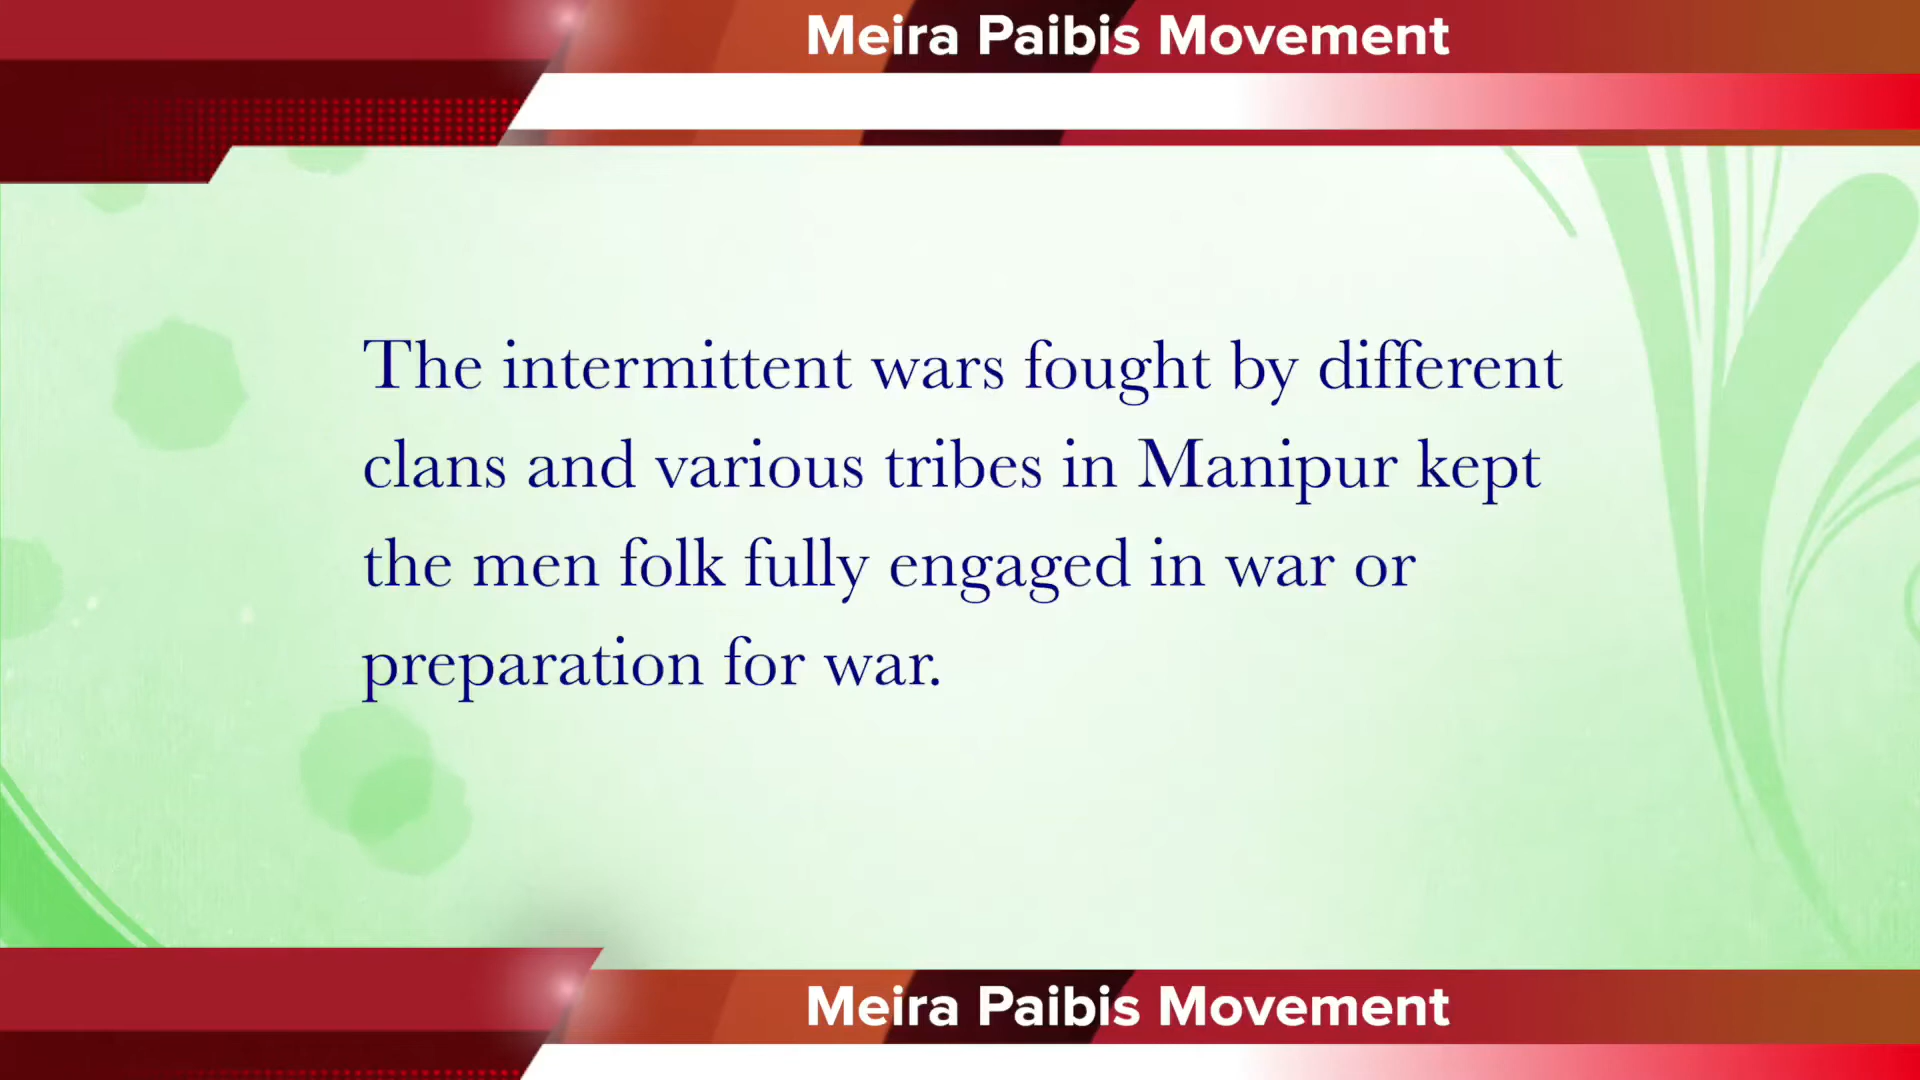 Meira Paibis Movement
The intermittent wars fought by different
clans and various tribes in Manipur kept
the men folk fully engaged in war or
preparation for war.
Meira Paibis Movement